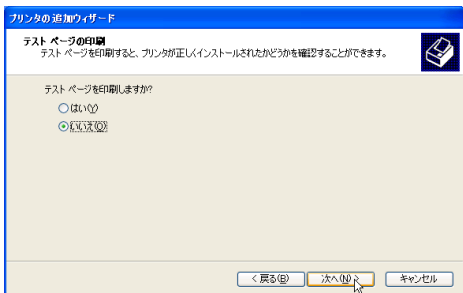 プリンタの追加ウィザード
テスト ページの印刷
テスト ページを印刷すると、プリンタが正しくインストールされたかどうかを確認することができます。
テスト ページを印刷しますか?
はい(Y)
いいえ(O)
< 戻る(B) 次へ(N) > キャンセル